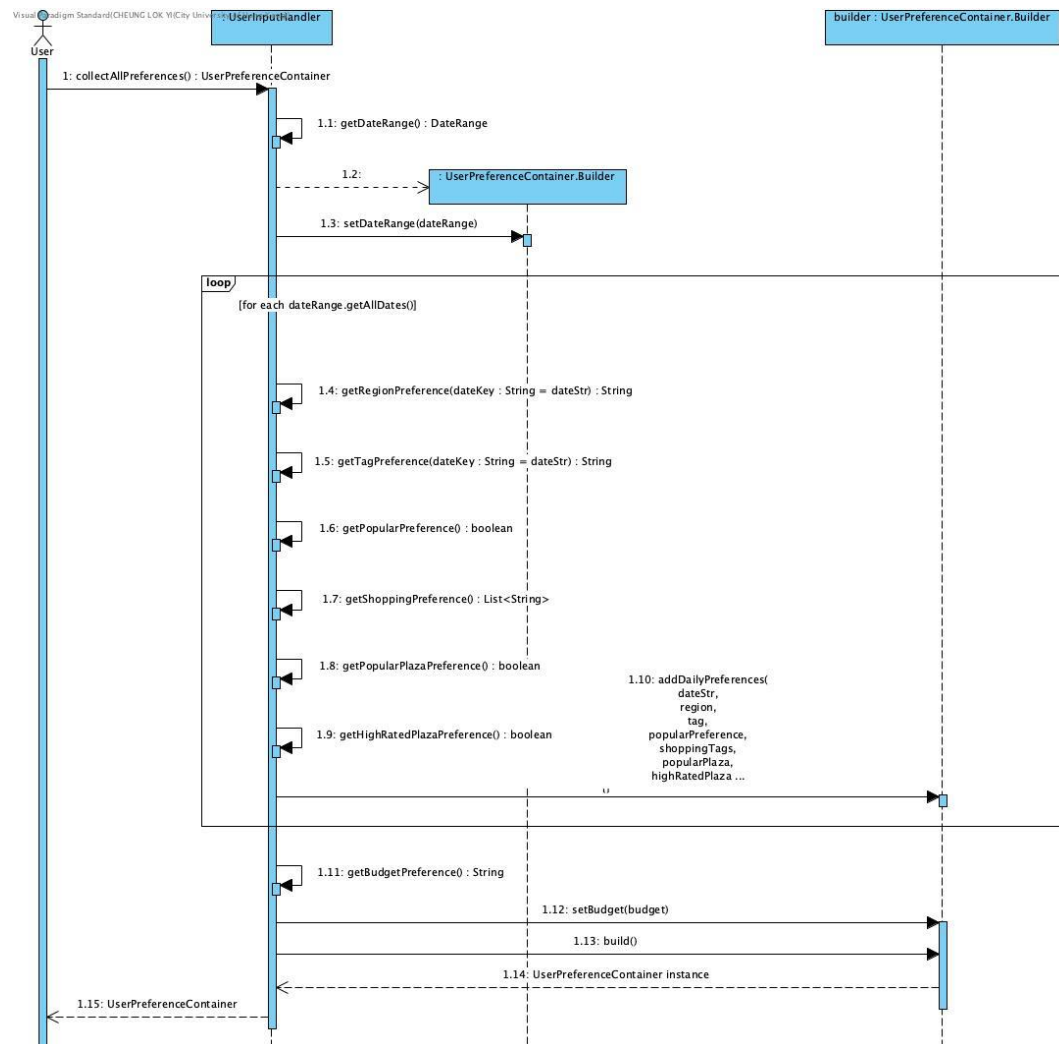 Visual Paradigm Standard(CHEUNG LOK YI(City University
: UserInputHandler
builder : UserPreferenceContainer.Builder
User
1: collectAllPreferences() : UserPreferenceContainer
1.1: getDateRange() : DateRange
1.2:
: UserPreferenceContainer.Builder
1.3: setDateRange(dateRange)
loop
[for each dateRange.getAllDates()]
1.4: getRegionPreference(dateKey : String = dateStr) : String
1.5: getTagPreference(dateKey : String = dateStr) : String
1.6: getPopularPreference() : boolean
1.7: getShoppingPreference() : List<String>
1.8: getPopularPlazaPreference() : boolean
1.10: addDailyPreferences(
dateStr,
region,
tag,
popularPreference,
shoppingTags,
popularPlaza,
highRatedPlaza ...
1.9: getHighRatedPlazaPreference() : boolean
1.11: getBudgetPreference() : String
1.12: setBudget(budget)
1.13: build()
1.14: UserPreferenceContainer instance
1.15: UserPreferenceContainer